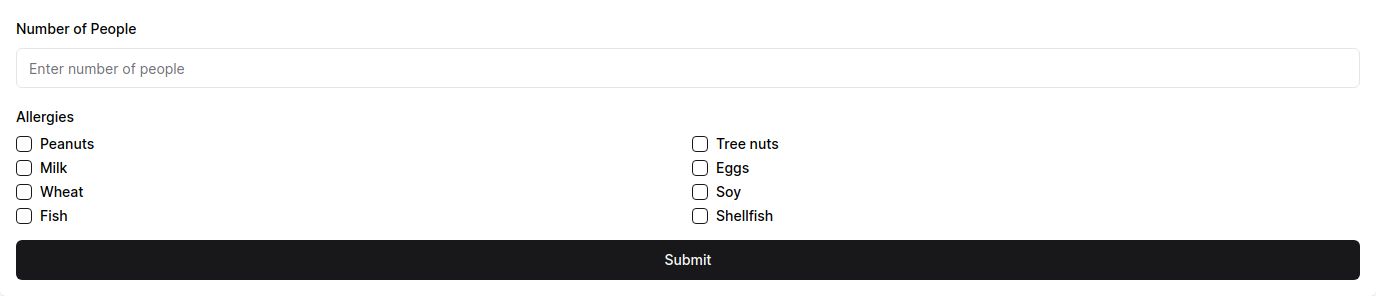 Number of People
Enter number of people
Allergies
Peanuts
Tree nuts
Milk
Eggs
Wheat
Soy
Fish
Shellfish
Submit